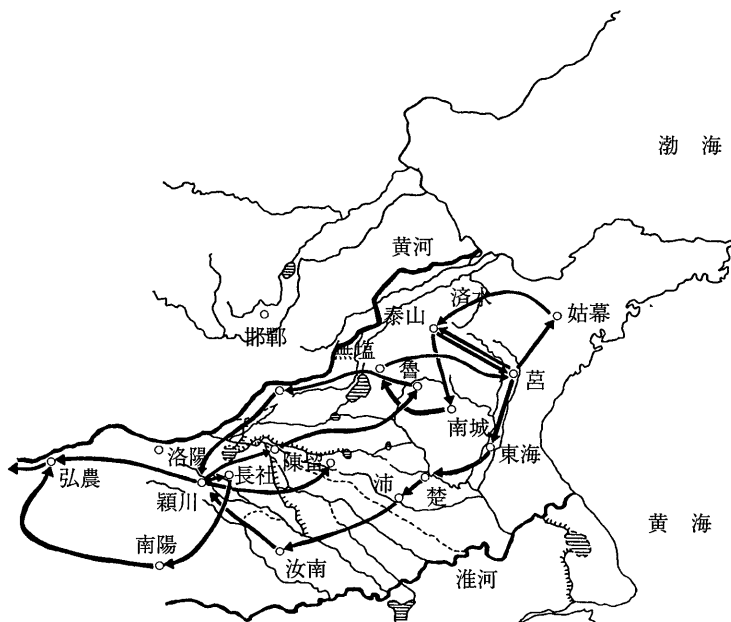 渤海
黄河
済水
泰山
姑幕
邯鄲
無塩
魯
莒
南城
洛陽
陳留
東海
長社
弘農
沛
楚
潁川
黄海
南陽
汝南
淮河